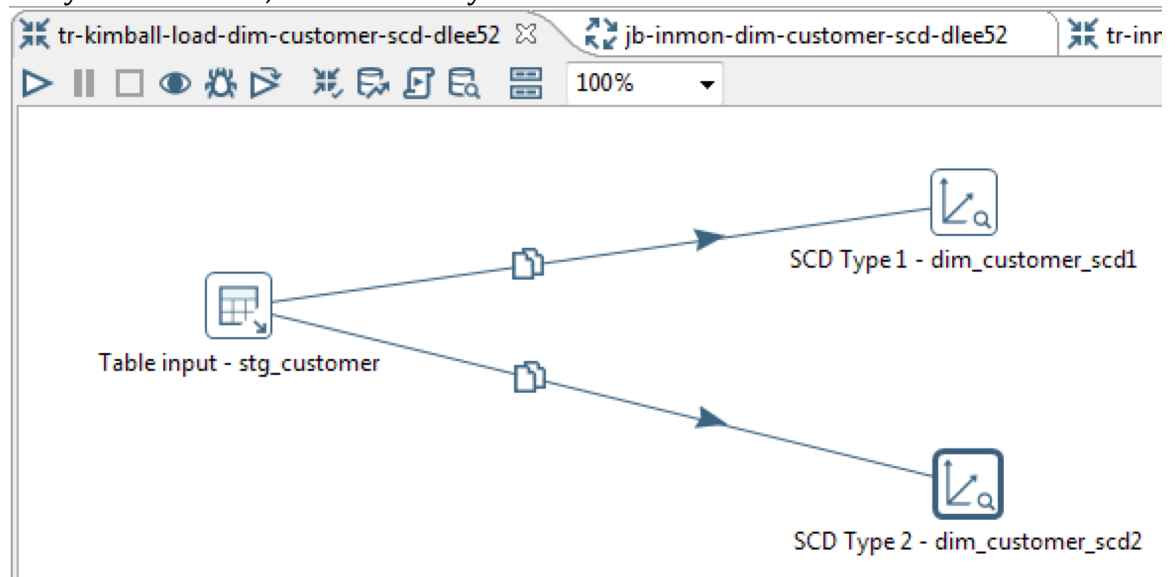 tr-kimball-load-dim-customer-scd-dlee52
jb-inmon-dim-customer-scd-dlee52
100%
SCD Type 1 - dim_customer_scd1
Table input - stg_customer
SCD Type 2 - dim_customer_scd2